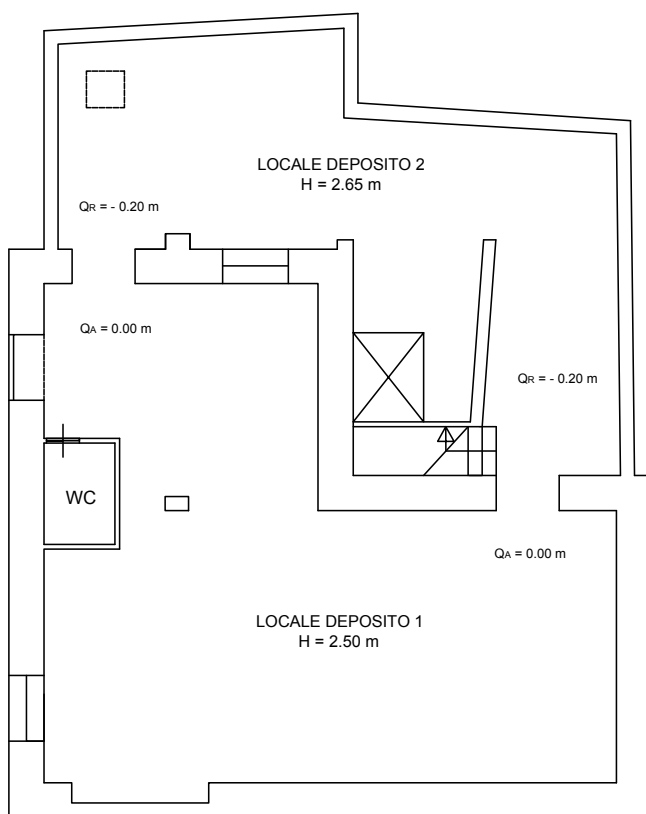 LOCALE DEPOSITO 2
H = 2.65 m
QR = - 0.20 m
QA = 0.00 m
QR = - 0.20 m
WC
QA = 0.00 m
LOCALE DEPOSITO 1
H = 2.50 m